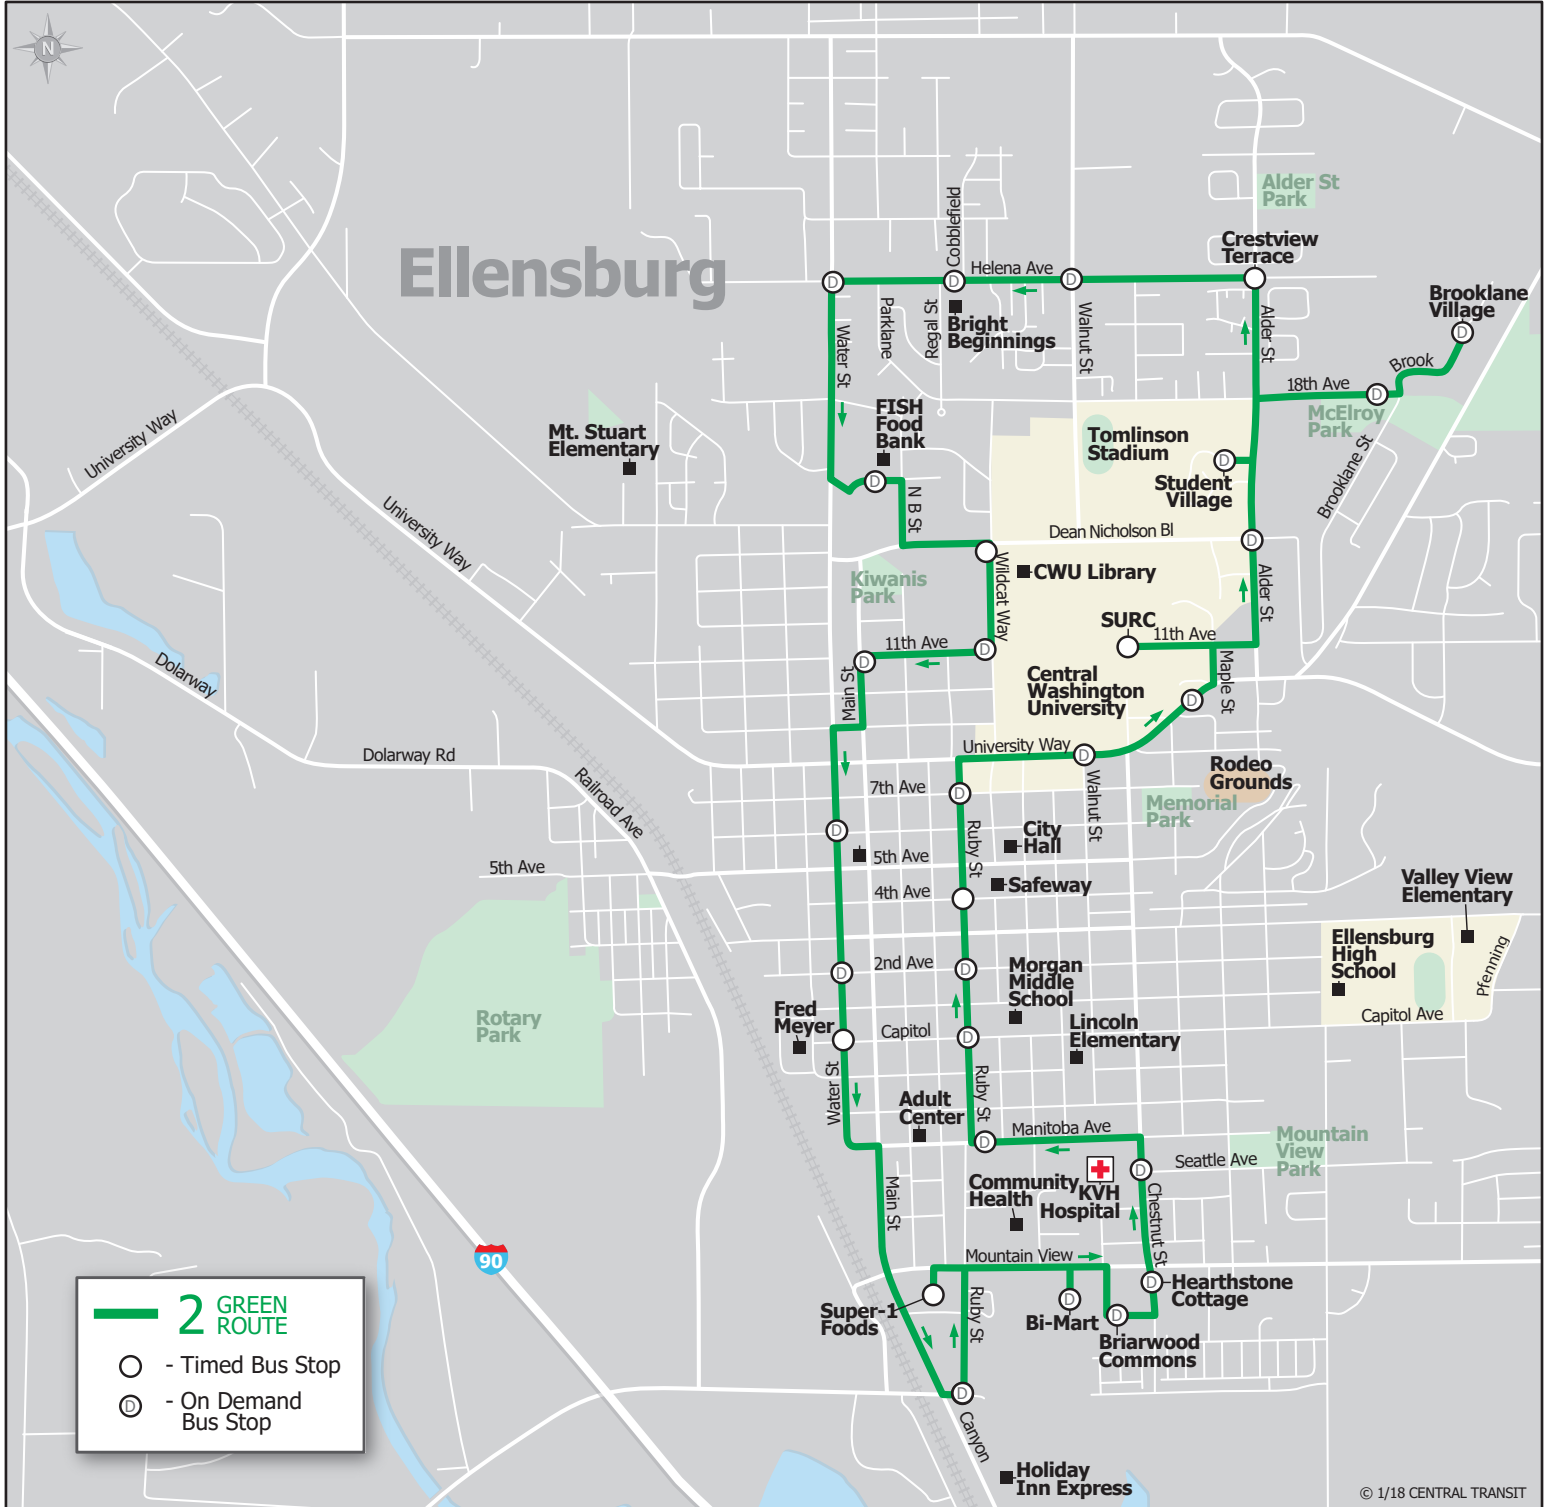 N
Ellensburg
Alder St
Park
Crestview
Terrace
Cobblefield
Helena Ave
D
D
D
Brooklane
Village
D
Bright
Beginnings
Parklane
Regal St
Water St
Walnut St
Alder St
Brook
18th Ave
D
McElroy
Park
FISH
Food
Bank
Mt. Stuart
Elementary
Tomlinson
Stadium
D
Student
Village
University Way
D
N B St
Brooklane St
University Way
Dean Nicholson Bl
D
Wildcat Way
CWU Library
Kiwanis
Park
Alder St
SURC
11th Ave
11th Ave
D
D
Dolarway
Main St
Central
Washington
University
Maple St
D
Dolarway Rd
University Way
D
Rodeo
Grounds
Railroad Ave
7th Ave
D
Walnut St
Memorial
Park
D
Ruby St
City
Hall
5th Ave
5th Ave
4th Ave
Safeway
Valley View
Elementary
Ellensburg
High
School
Pfenning
Capitol Ave
D
2nd Ave
D
Morgan
Middle
School
Rotary
Park
Fred
Meyer
Capitol
D
Lincoln
Elementary
Water St
Ruby St
Adult
Center
D
Manitoba Ave
Mountain
View
Park
Seattle Ave
D
Main St
Community
Health
KVH
Hospital
Chestnut St
90
Mountain View
D
Hearthstone
Cottage
Super-1
Foods
Ruby St
D
Bi-Mart
D
Briarwood
Commons
D
Canyon
2 GREEN
ROUTE
- Timed Bus Stop
D - On Demand
Bus Stop
Holiday
Inn Express
© 1/18 CENTRAL TRANSIT